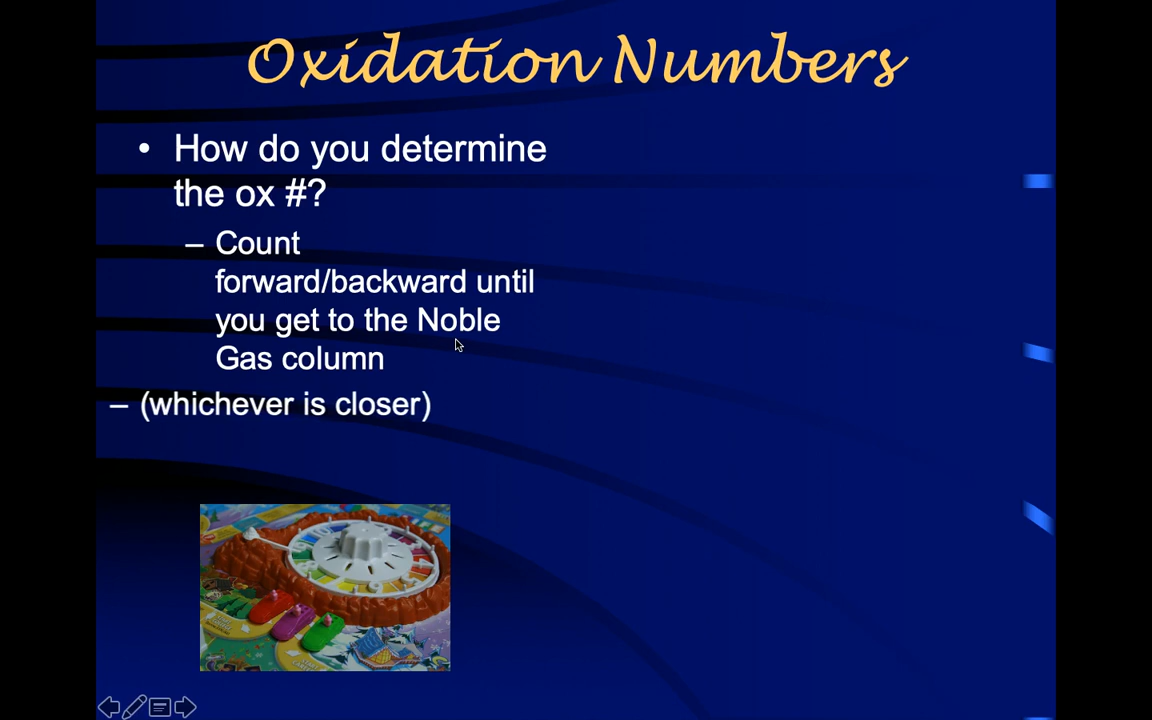 Oxidation Numbers
• How do you determine
the ox #?
– Count
forward/backward until
you get to the Noble
Gas column
– (whichever is closer)